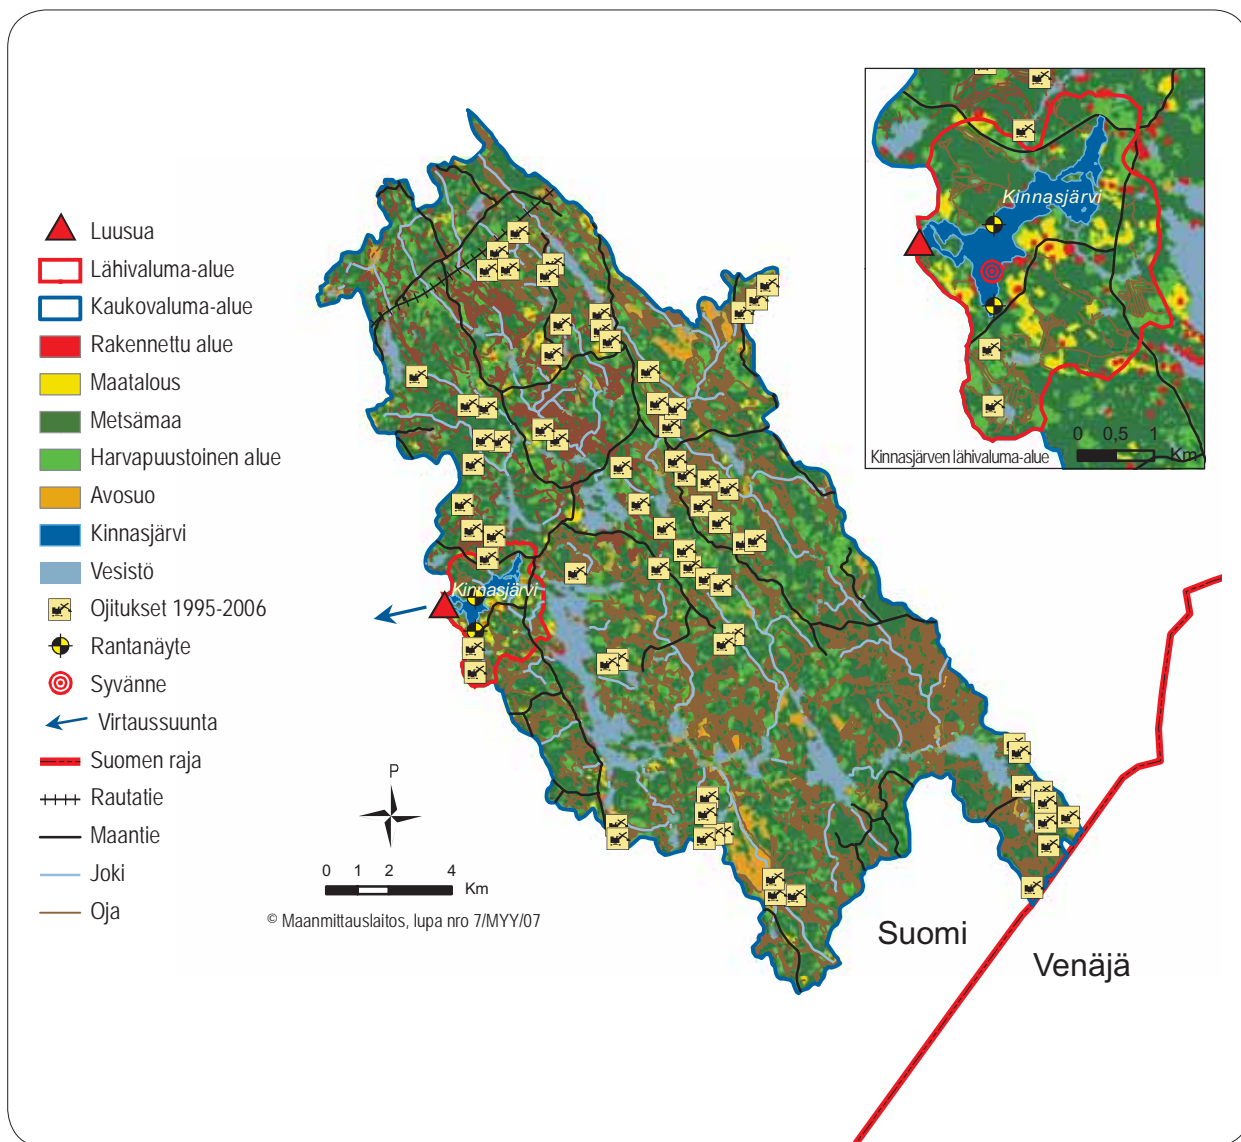 Luusua
Lähivaluma-alue
Kaukovaluma-alue
Rakennettu alue
Maatalous
Metsämaa
Harvapuustoinen alue
Avosuo
Kinnasjärvi
Vesistö
Ojitukset 1995-2006
Rantanäyte
Syvänne
Virtaussuunta
Suomen raja
Rautatie
Maantie
Joki
Oja
P
0 1 2 4
Km
© Maanmittauslaitos, lupa nro 7/MYY/07
Kinnasjärvi
Suomi
Venäjä
Kinnasjärvi
0 0,5 1
Km
Kinnasjärven lähivaluma-alue